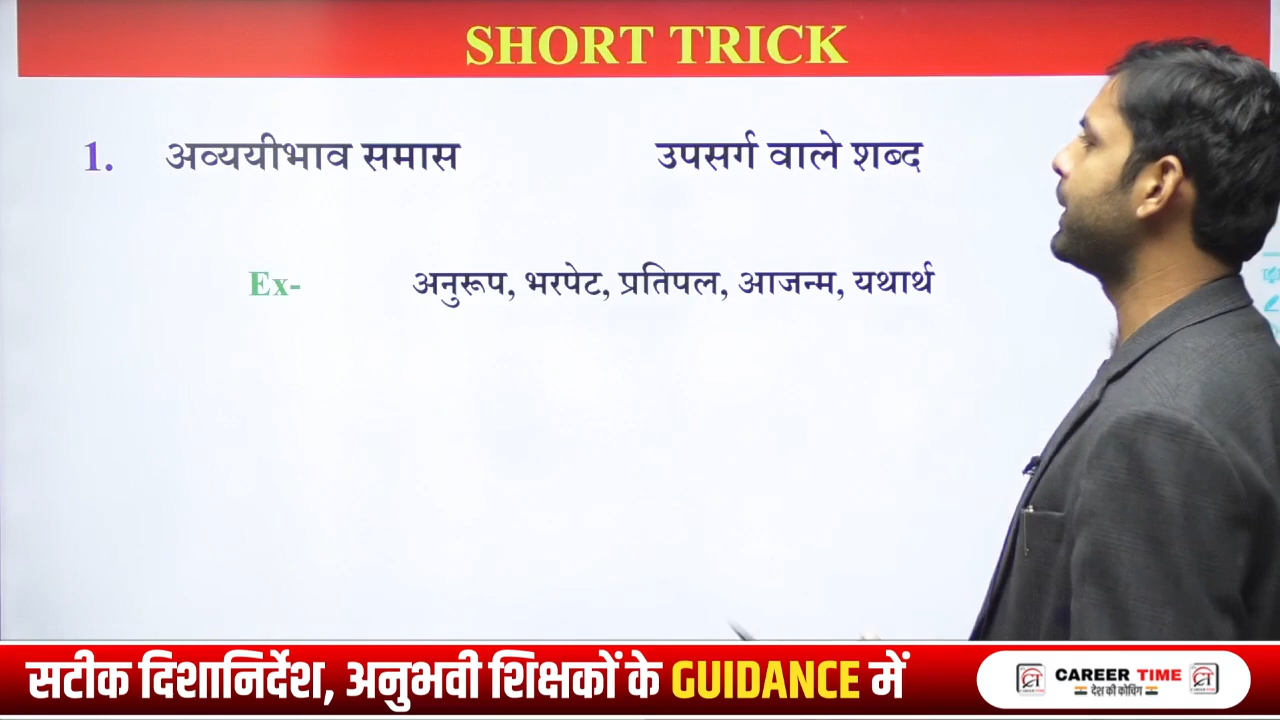 SHORT TRICK
1. अव्ययीभाव समास उपसर्ग वाले शब्द
Ex- अनुरूप, भरपेट, प्रतिपल, आजन्म, यथार्थ
सटीक दिशानिर्देश, अनुभवी शिक्षकों के GUIDANCE में
CAREER TIME
देश की कोचिंग